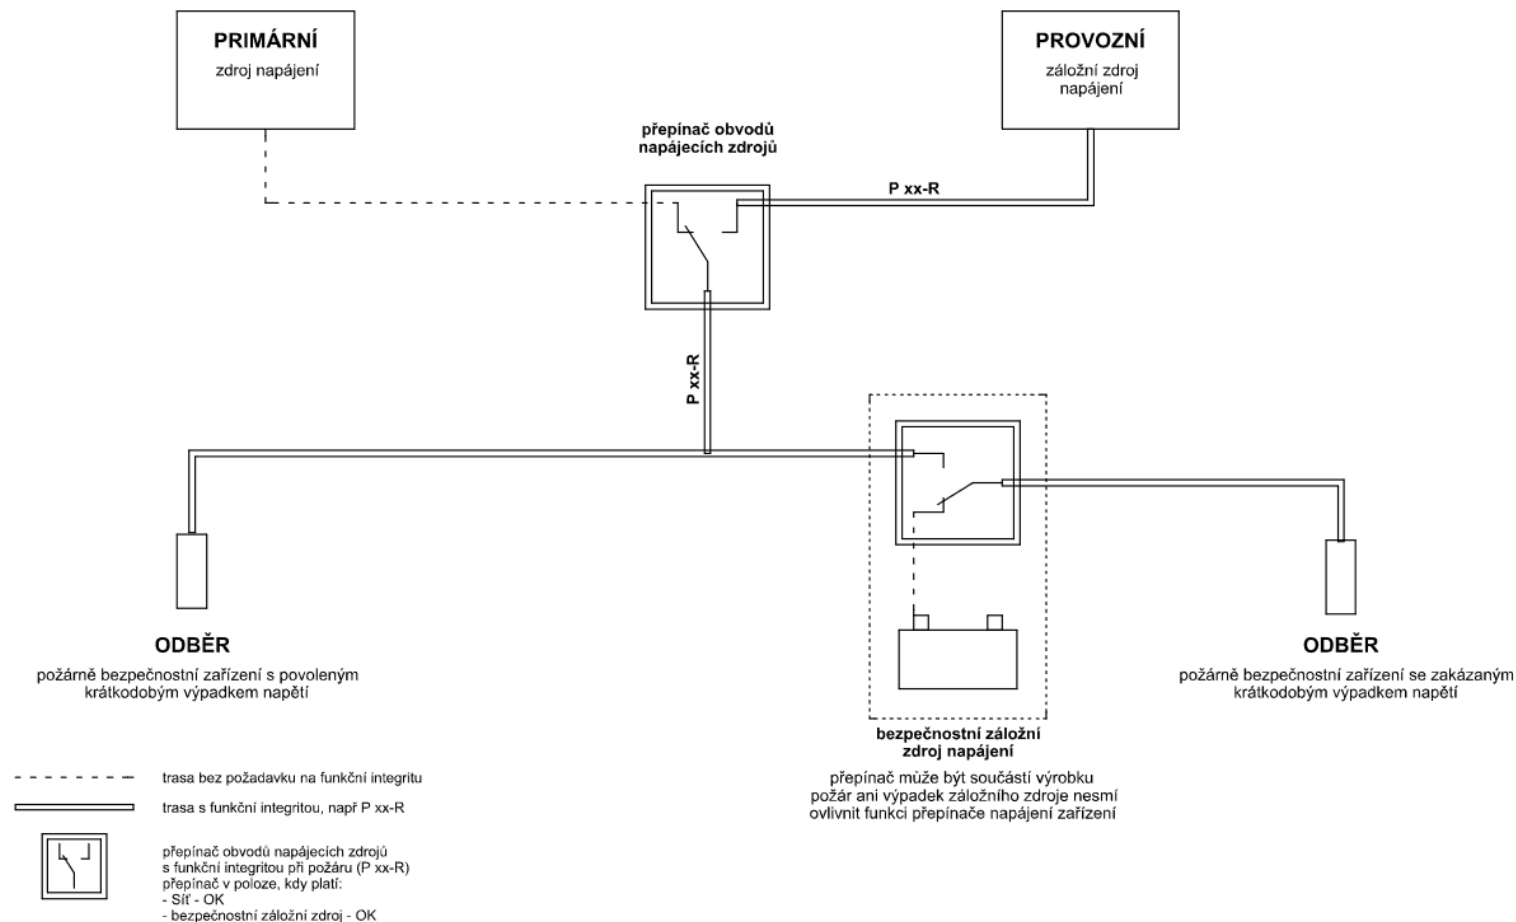 PRIMÁRNÍ
zdroj napájení
PROVOZNÍ
záložní zdroj
napájení
přepínač obvodů
napájecích zdrojů
P xx-R
P xx-R
ODBĚR
požárně bezpečnostní zařízení s povoleným
krátkodobým výpadkem napětí
ODBĚR
požárně bezpečnostní zařízení se zakázaným
krátkodobým výpadkem napětí
bezpečnostní záložní
zdroj napájení
přepínač může být součástí výrobku
požár ani výpadek záložního zdroje nesmí
ovlivnit funkci přepínače napájení zařízení
trasa bez požadavku na funkční integritu
trasa s funkční integritou, např P xx-R
přepínač obvodů napájecích zdrojů
s funkční integritou při požáru (P xx-R)
přepínač v poloze, kdy platí:
- Síť - OK
- bezpečnostní záložní zdroj - OK